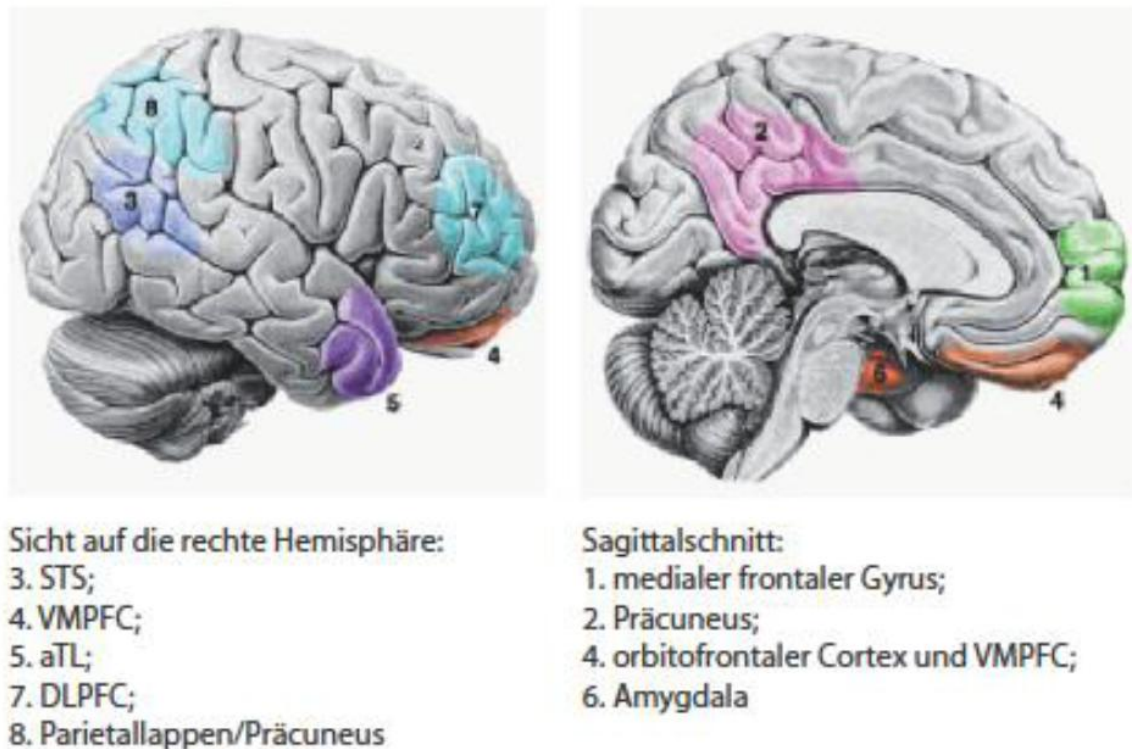 8
3
7
4
5
2
1
6
4
Sicht auf die rechte Hemisphäre:
3. STS;
4. VMPFC;
5. aTL;
7. DLPFC;
8. Parietallappen/Präcuneus
Sagittalschnitt:
1. medialer frontaler Gyrus;
2. Präcuneus;
4. orbitofrontaler Cortex und VMPFC;
6. Amygdala